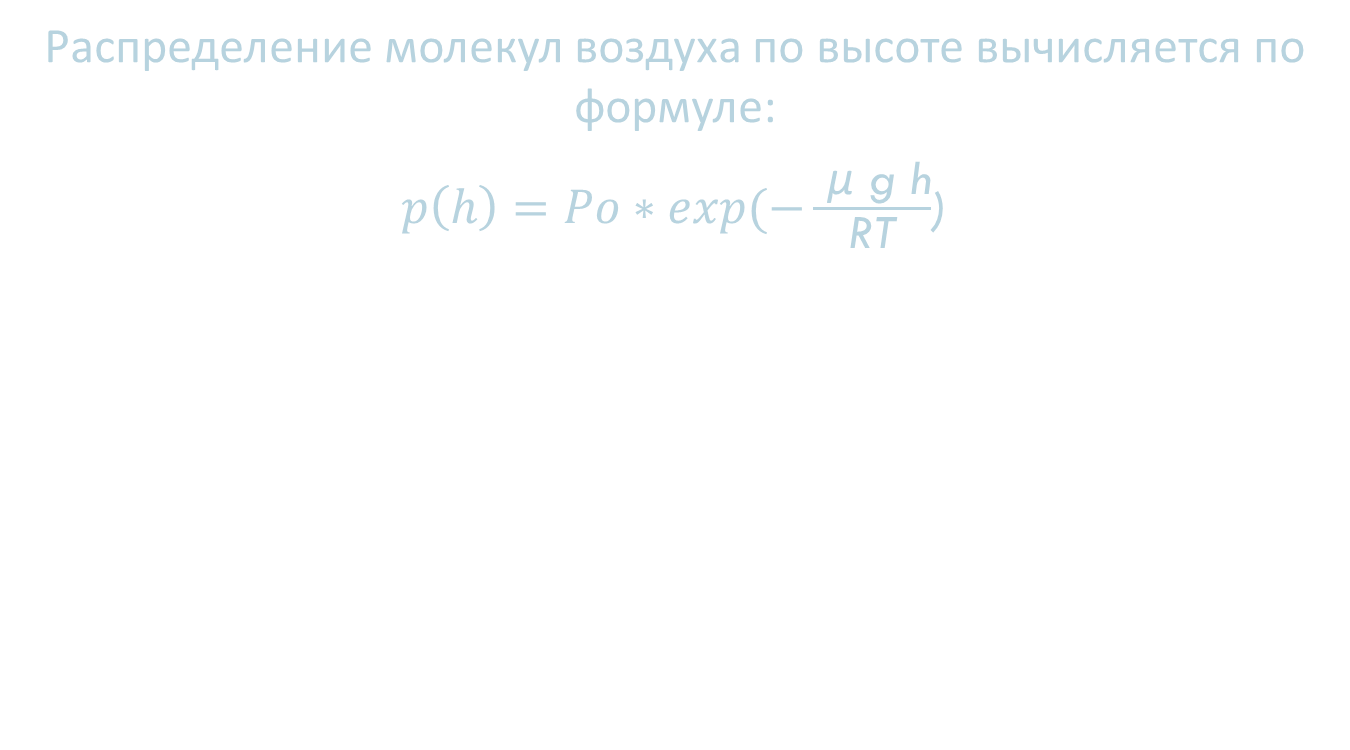 Распределение молекул воздуха по высоте вычисляется по
формуле:
p(h) = Po ∗ exp(− μ g h / RT)